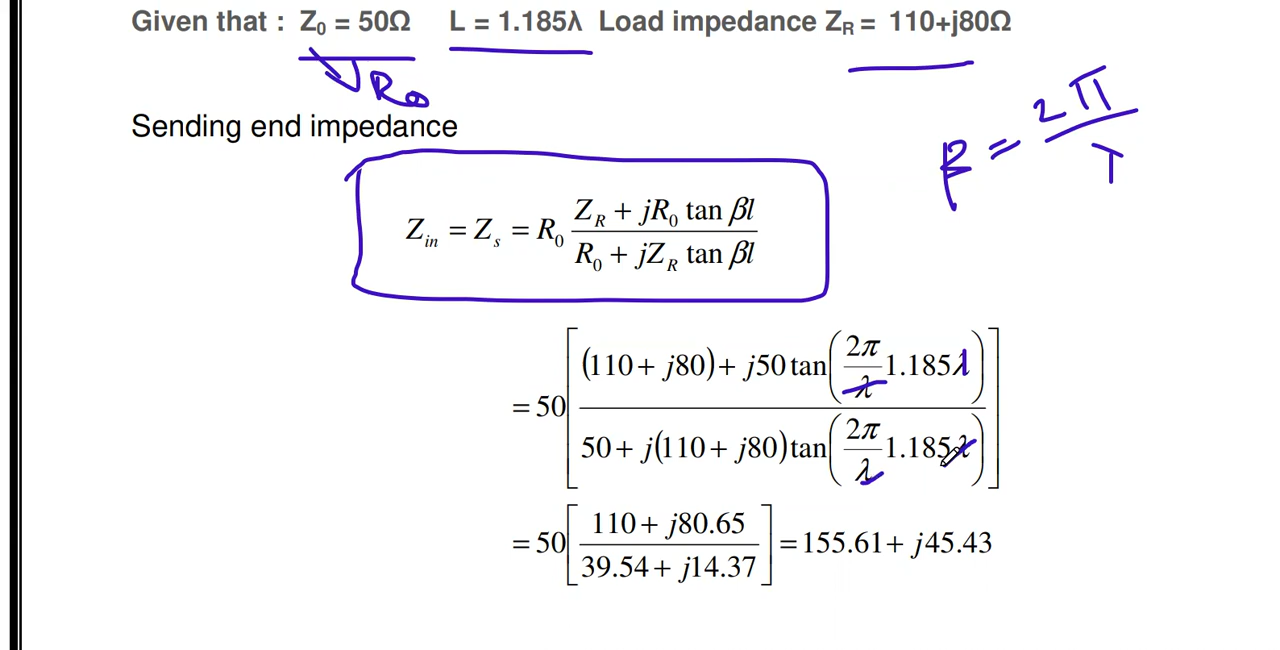 Given that : Z₀ = 50Ω L = 1.185λ Load impedance Z_R = 110+j80Ω
R₀
Sending end impedance
β = 2π/T
Z_in = Z_s = R₀ (Z_R + jR₀ tan βl)/(R₀ + jZ_R tan βl)
= 50[((110 + j80) + j50 tan(2π/λ 1.185λ))/(50 + j(110 + j80)tan(2π/λ 1.185λ))]
= 50[(110 + j80.65)/(39.54 + j14.37)] = 155.61 + j45.43